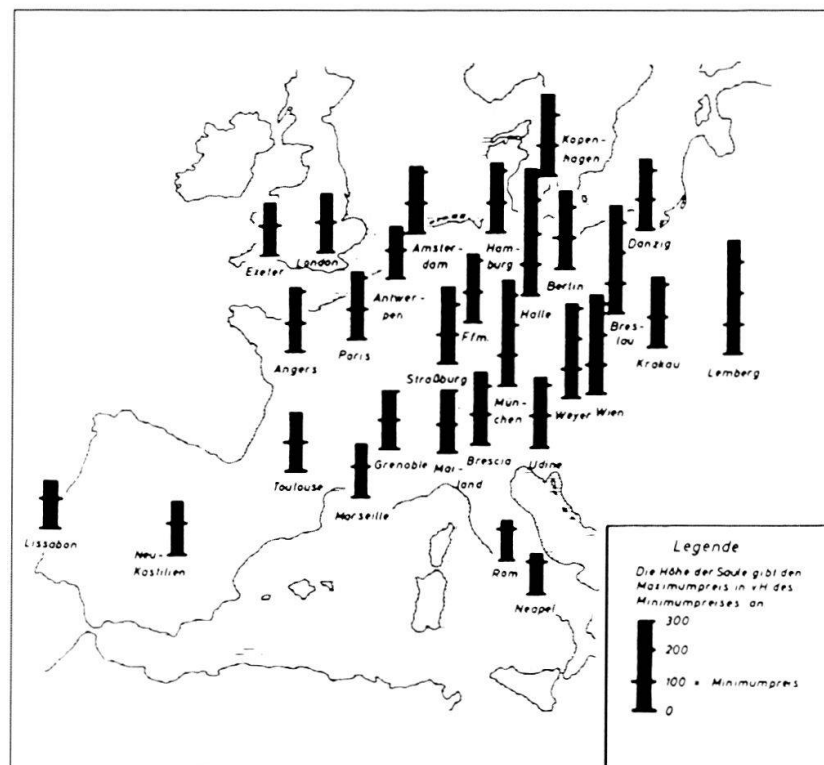 Kopen-
hagen
Exeter
London
Amster-
dam
Ham-
burg
Danzig
Antwer-
pen
Berlin
Halle
Bres-
lau
Angers
Paris
Ffm.
Straßburg
Krakau
Lemberg
Mün-
chen
Weyer
Wien
Grenoble
Mai-
land
Brescia
Udine
Toulouse
Marseille
Lissabon
Neu-
Kastilien
Rom
Neapel
Legende
Die Höhe der Säule gibt den
Maximumpreis in vH des
Minimumpreises an
300
200
100 = Minimumpreis
0